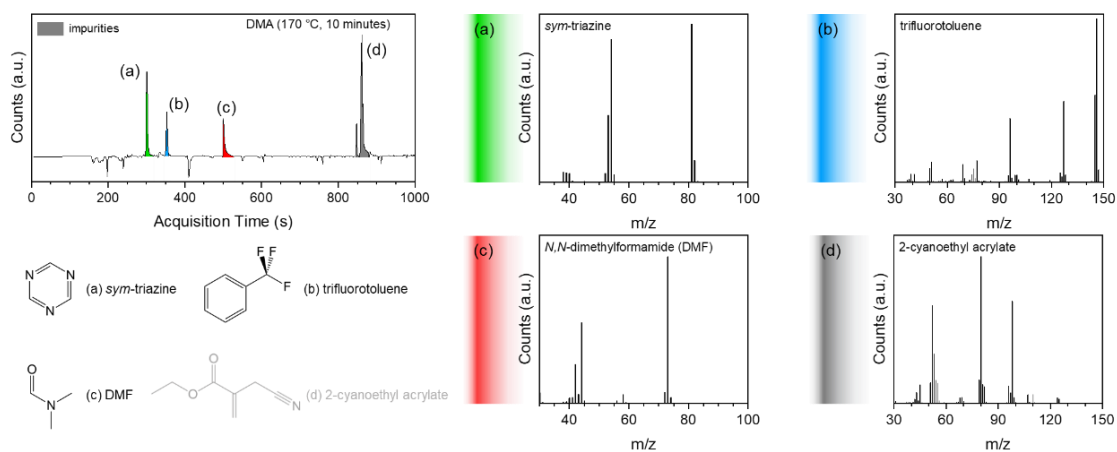 impurities
DMA (170 °C, 10 minutes)
(a)
(b)
(c)
(d)
Counts (a.u.)
0 200 400 600 800 1000
Acquisition Time (s)
(a)
sym-triazine
Counts (a.u.)
40 60 80 100
m/z
(b)
trifluorotoluene
Counts (a.u.)
30 60 90 120 150
m/z
N
N
N
(a) sym-triazine
F
F
F
(b) trifluorotoluene
O
N
(c) DMF
O
O
N
(d) 2-cyanoethyl acrylate
(c)
N,N-dimethylformamide (DMF)
Counts (a.u.)
40 60 80 100
m/z
(d)
2-cyanoethyl acrylate
Counts (a.u.)
30 60 90 120 150
m/z